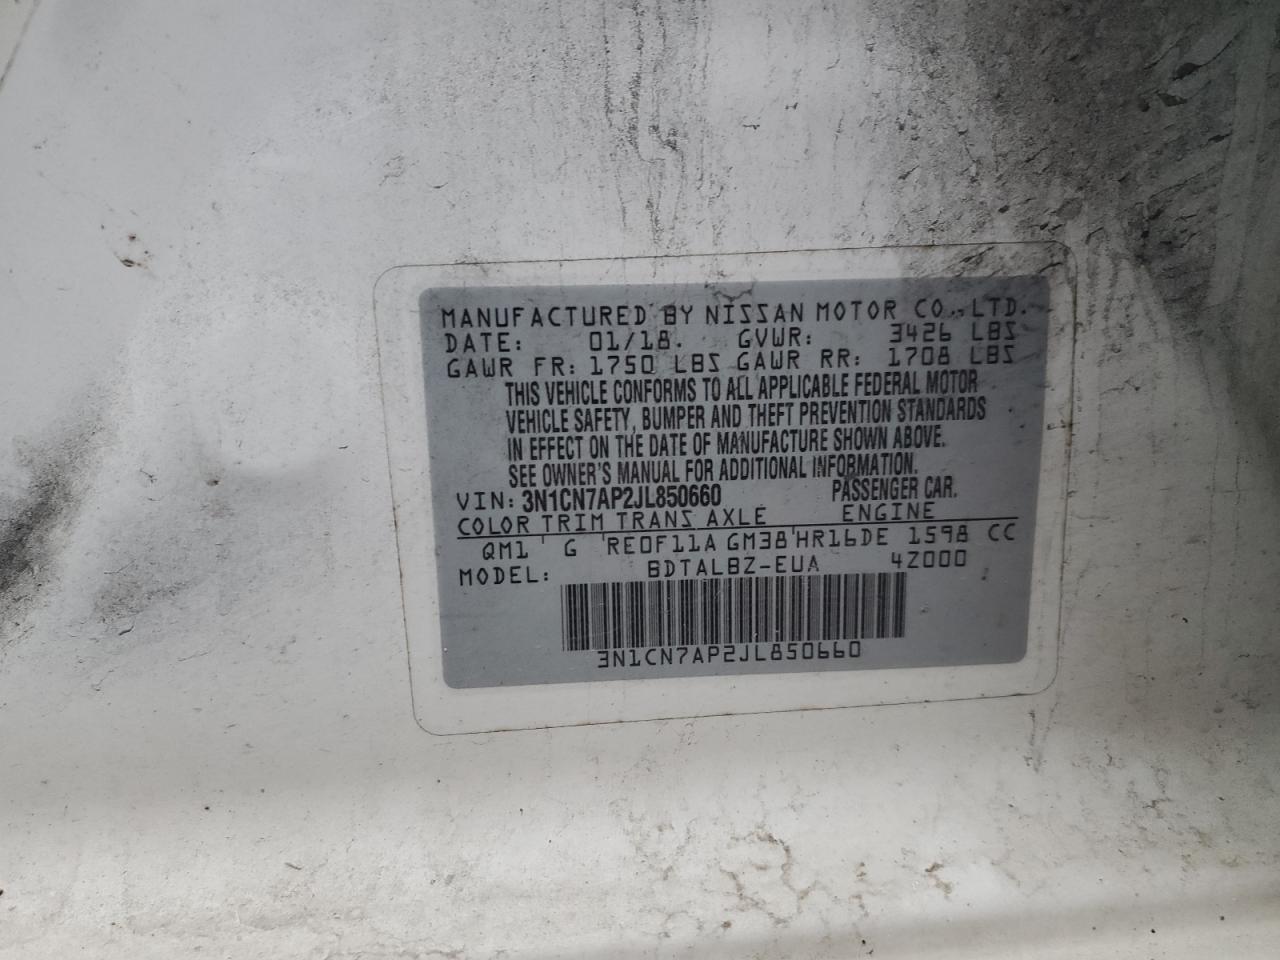 MANUFACTURED BY NISSAN MOTOR CO., LTD.
DATE: 01/18. GVWR: 3426 LBS
GAWR FR: 1750 LBS GAWR RR: 1708 LBS
THIS VEHICLE CONFORMS TO ALL APPLICABLE FEDERAL MOTOR
VEHICLE SAFETY, BUMPER AND THEFT PREVENTION STANDARDS
IN EFFECT ON THE DATE OF MANUFACTURE SHOWN ABOVE.
SEE OWNER'S MANUAL FOR ADDITIONAL INFORMATION.
VIN: 3N1CN7AP2JL850660 PASSENGER CAR.
COLOR TRIM TRANS AXLE ENGINE
QM1 ' G ' RE0F11A GM38 ' HR16DE 1598 CC
MODEL: BDTALBZ-EUA 4Z000
3N1CN7AP2JL850660